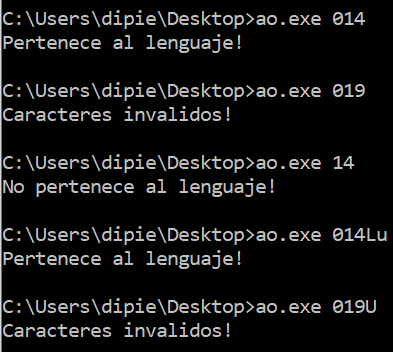 C:\Users\dipie\Desktop>ao.exe 014
Pertenece al lenguaje!
C:\Users\dipie\Desktop>ao.exe 019
Caracteres invalidos!
C:\Users\dipie\Desktop>ao.exe 14
No pertenece al lenguaje!
C:\Users\dipie\Desktop>ao.exe 014Lu
Pertenece al lenguaje!
C:\Users\dipie\Desktop>ao.exe 019U
Caracteres invalidos!